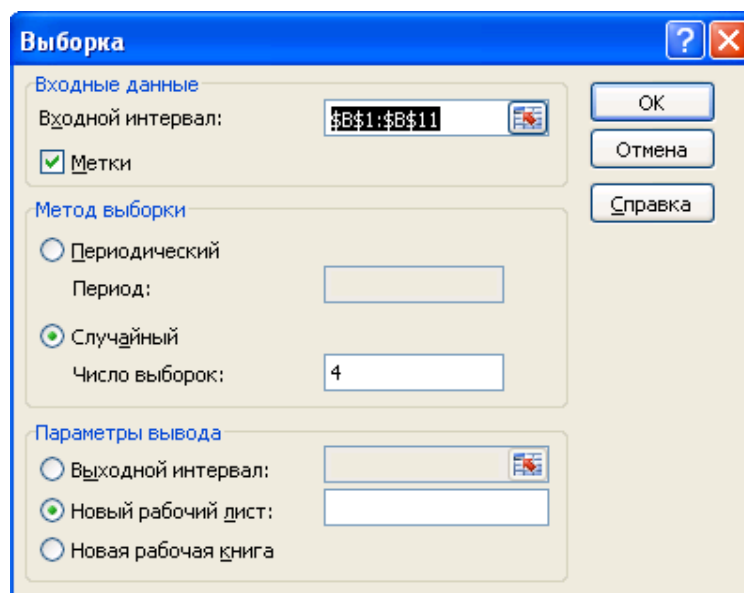 Выборка
Входные данные
Входной интервал: $B$1:$B$11
Метки
Метод выборки
Периодический
Период:
Случайный
Число выборок: 4
Параметры вывода
Выходной интервал:
Новый рабочий лист:
Новая рабочая книга
ОК
Отмена
Справка